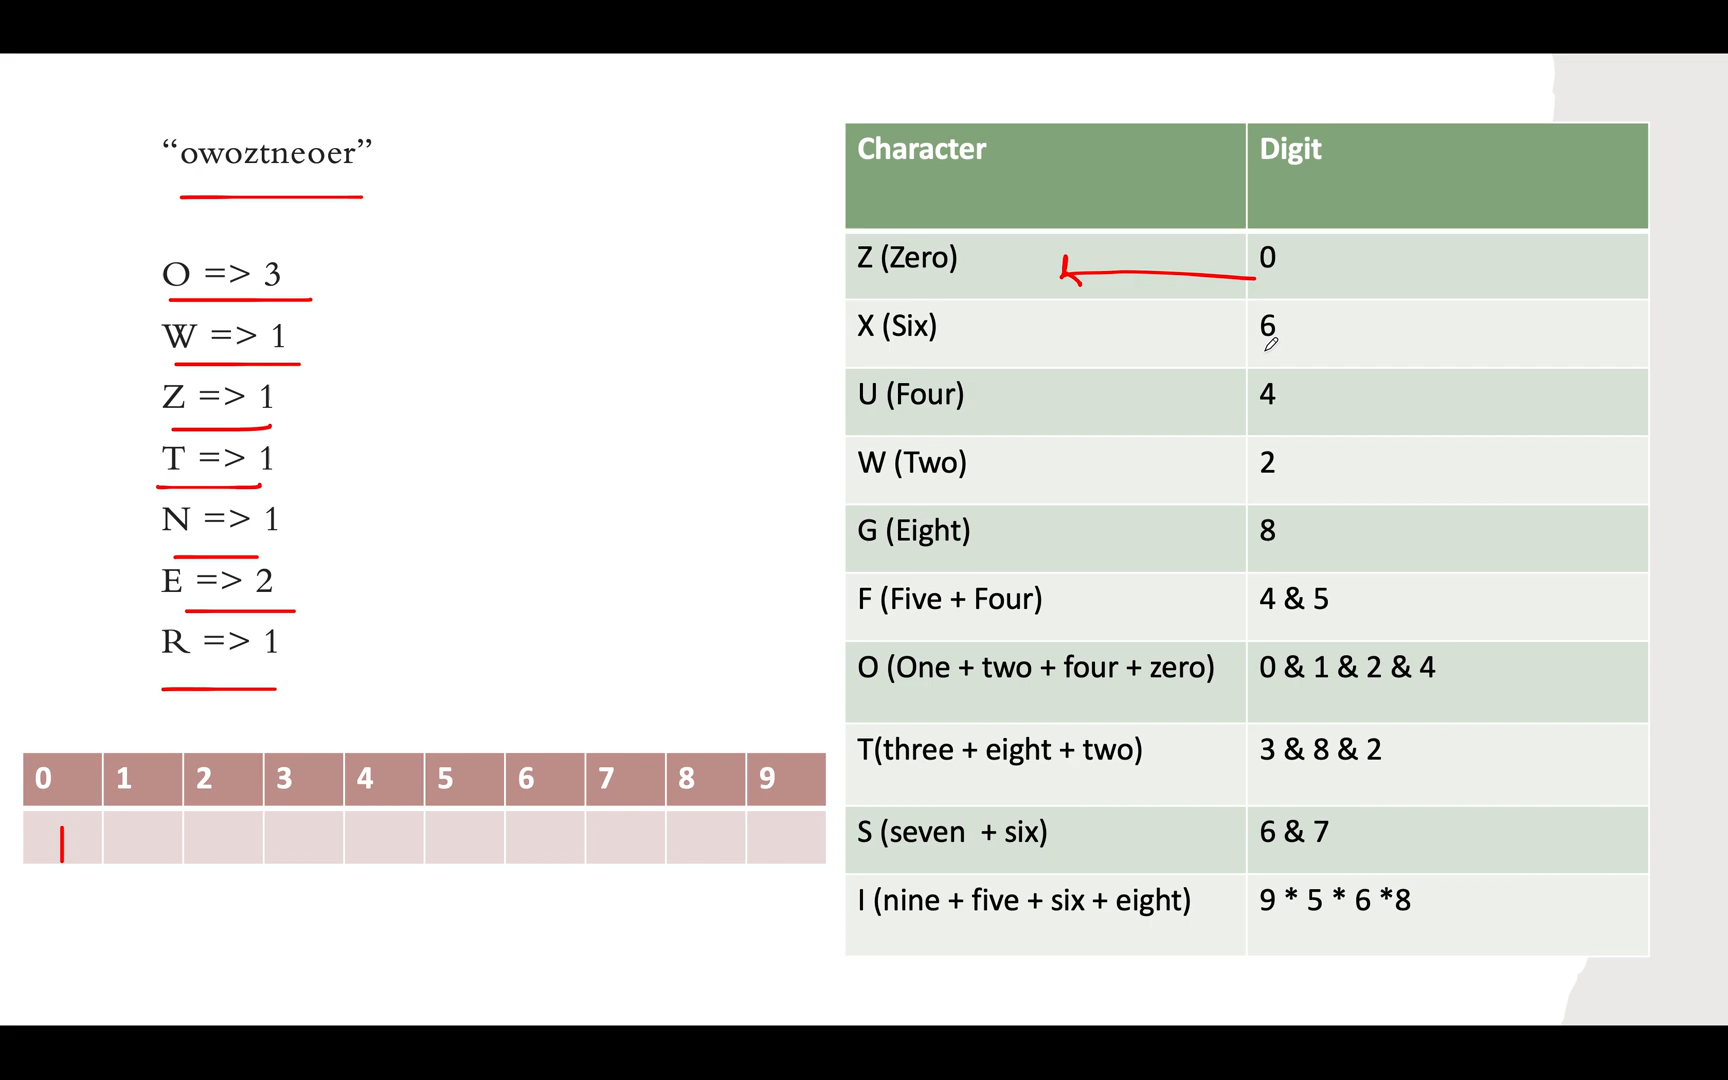 “owoztneoer”
O => 3
W => 1
Z => 1
T => 1
N => 1
E => 2
R => 1
0 1 2 3 4 5 6 7 8 9
|
Character Digit
Z (Zero) 0
X (Six) 6
U (Four) 4
W (Two) 2
G (Eight) 8
F (Five + Four) 4 & 5
O (One + two + four + zero) 0 & 1 & 2 & 4
T(three + eight + two) 3 & 8 & 2
S (seven + six) 6 & 7
I (nine + five + six + eight) 9 * 5 * 6 *8